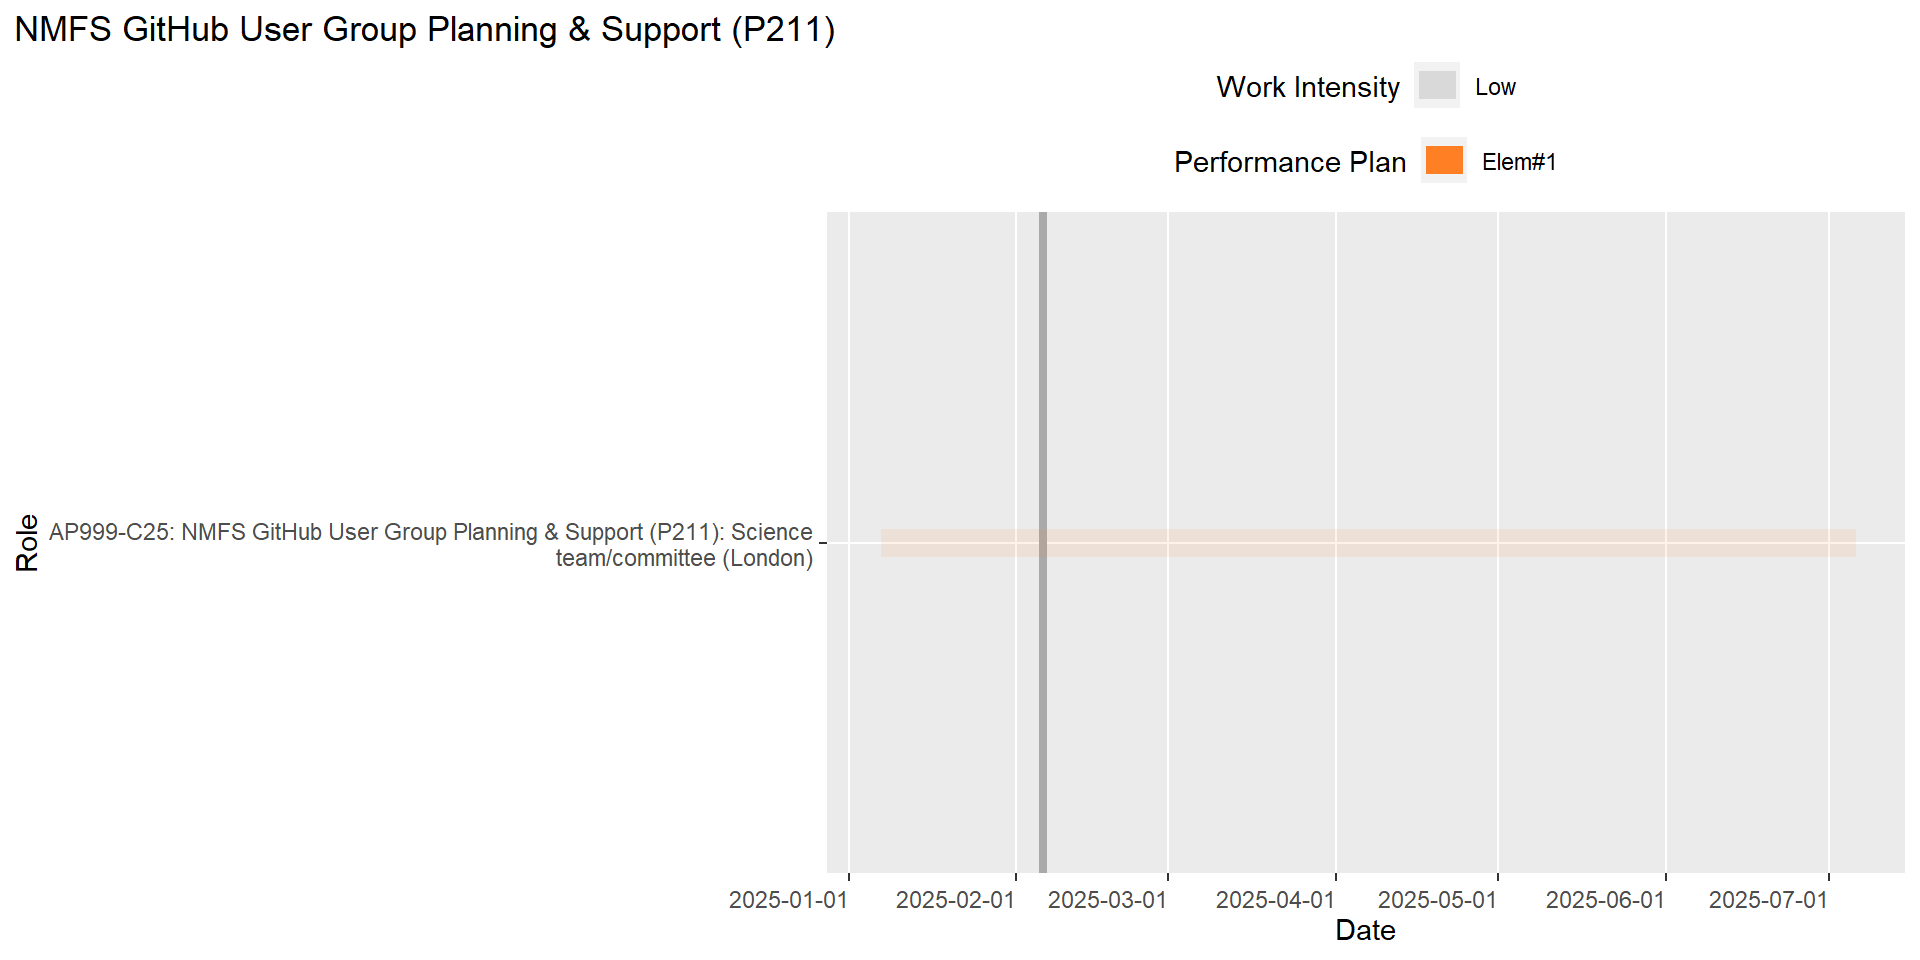 NMFS GitHub User Group Planning & Support (P211)
Work Intensity Low
Performance Plan Elem#1
Role
AP999-C25: NMFS GitHub User Group Planning & Support (P211): Science
team/committee (London)
2025-01-01 2025-02-01 2025-03-01 2025-04-01 2025-05-01 2025-06-01 2025-07-01
Date